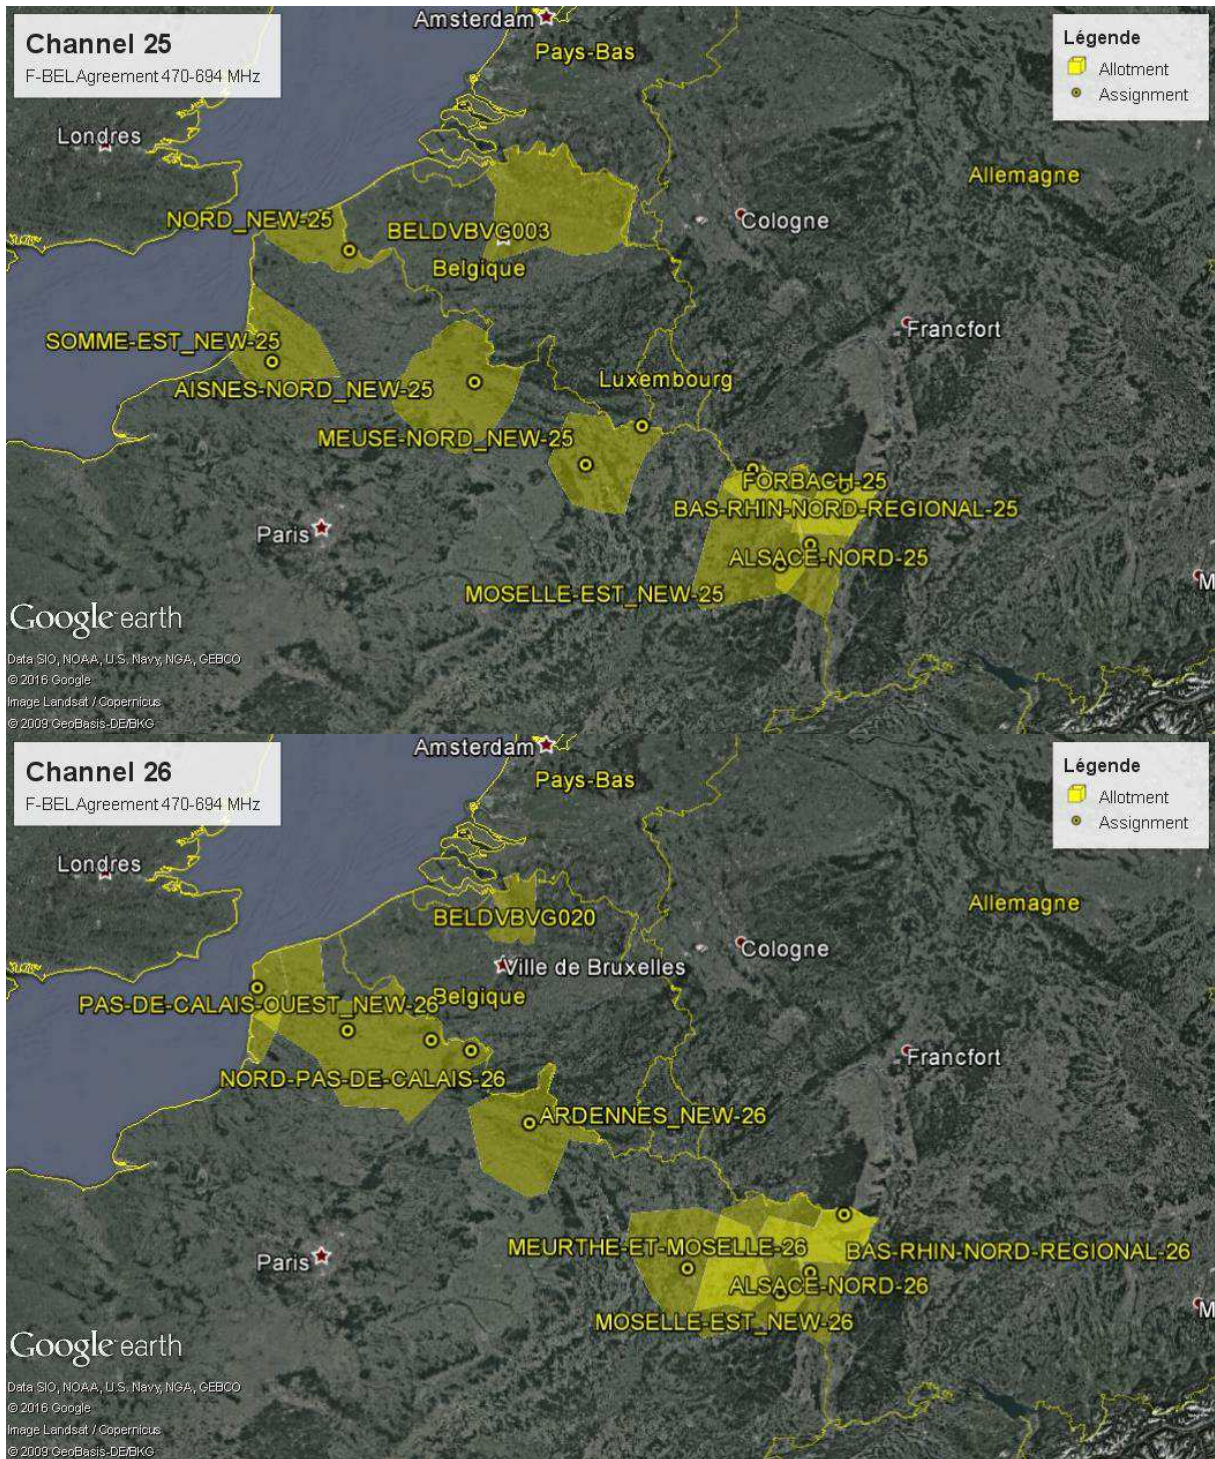 Channel 25
F-BEL Agreement 470-694 MHz
Légende
Allotment
Assignment
Amsterdam
Pays-Bas
Londres
Allemagne
Cologne
NORD_NEW-25
BELDVBVG003
Belgique
Francfort
SOMME-EST_NEW-25
Luxembourg
AISNES-NORD_NEW-25
MEUSE-NORD_NEW-25
FORBACH-25
BAS-RHIN-NORD-REGIONAL-25
Paris
ALSACE-NORD-25
MOSELLE-EST_NEW-25
M
Google earth
Data SIO, NOAA, U.S. Navy, NGA, GEBCO
© 2016 Google
Image Landsat / Copernicus
© 2009 GeoBasis-DE/BKG
Channel 26
F-BEL Agreement 470-694 MHz
Légende
Allotment
Assignment
Amsterdam
Pays-Bas
Londres
Allemagne
BELDVBVG020
Cologne
Ville de Bruxelles
PAS-DE-CALAIS-OUEST_NEW-26
Belgique
Francfort
NORD-PAS-DE-CALAIS-26
ARDENNES_NEW-26
MEURTHE-ET-MOSELLE-26
BAS-RHIN-NORD-REGIONAL-26
Paris
ALSACE-NORD-26
MOSELLE-EST_NEW-26
M
Google earth
Data SIO, NOAA, U.S. Navy, NGA, GEBCO
© 2016 Google
Image Landsat / Copernicus
© 2009 GeoBasis-DE/BKG